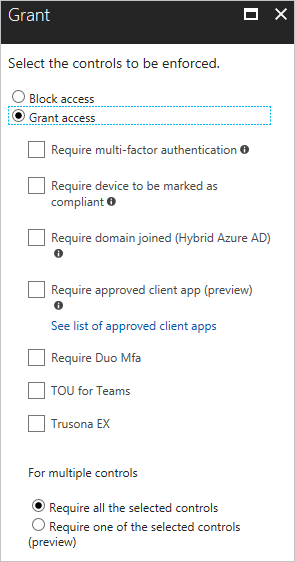 Grant
Select the controls to be enforced.
Block access
Grant access
Require multi-factor authentication
Require device to be marked as
compliant
Require domain joined (Hybrid Azure AD)
Require approved client app (preview)
See list of approved client apps
Require Duo Mfa
TOU for Teams
Trusona EX
For multiple controls
Require all the selected controls
Require one of the selected controls
(preview)